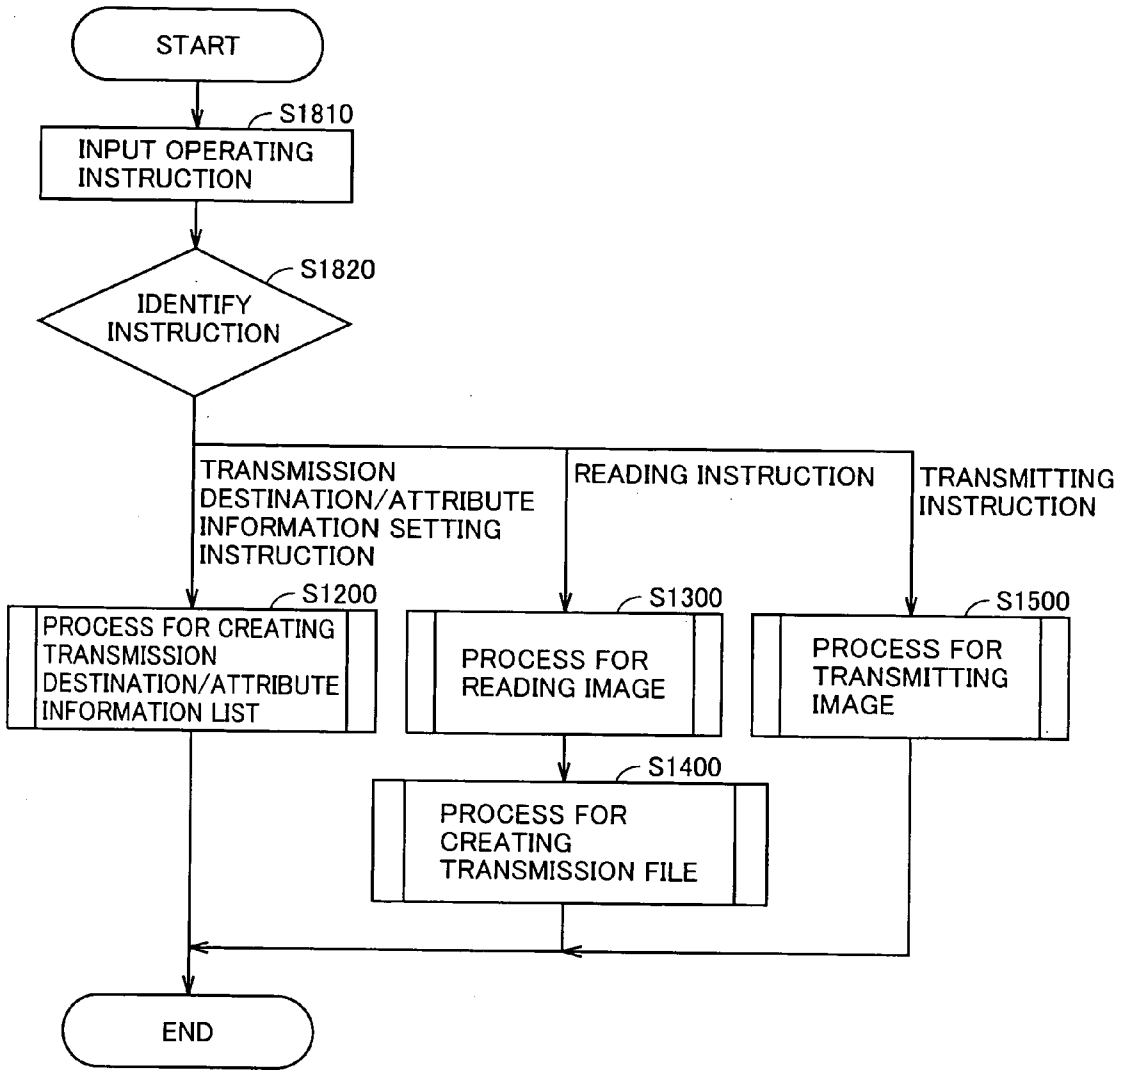 START
S1810
INPUT OPERATING
INSTRUCTION
S1820
IDENTIFY
INSTRUCTION
TRANSMISSION
DESTINATION/ATTRIBUTE
INFORMATION SETTING
INSTRUCTION
READING INSTRUCTION
TRANSMITTING
INSTRUCTION
S1200
PROCESS FOR CREATING
TRANSMISSION
DESTINATION/ATTRIBUTE
INFORMATION LIST
S1300
PROCESS FOR
READING IMAGE
S1500
PROCESS FOR
TRANSMITTING
IMAGE
S1400
PROCESS FOR
CREATING
TRANSMISSION FILE
END